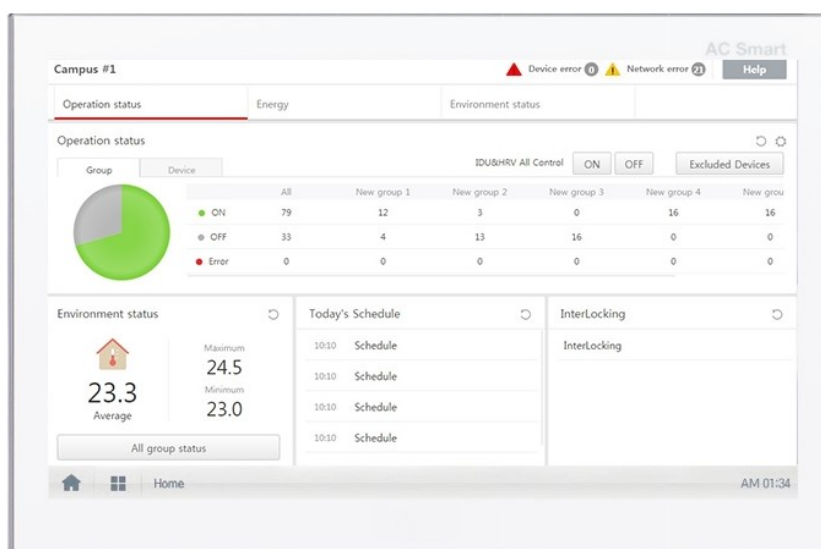 AC Smart
Campus #1 Device error 0 Network error 21 Help
Operation status Energy Environment status
Operation status
Group Device IDU&HRV All Control ON OFF Excluded Devices
All New group 1 New group 2 New group 3 New group 4 New grou
ON 79 12 3 0 16 16
OFF 33 4 13 16 0 0
Error 0 0 0 0 0 0
Environment status Today's Schedule InterLocking
23.3
Average
Maximum
24.5
Minimum
23.0
All group status
10:10 Schedule
10:10 Schedule
10:10 Schedule
10:10 Schedule
InterLocking
Home AM 01:34